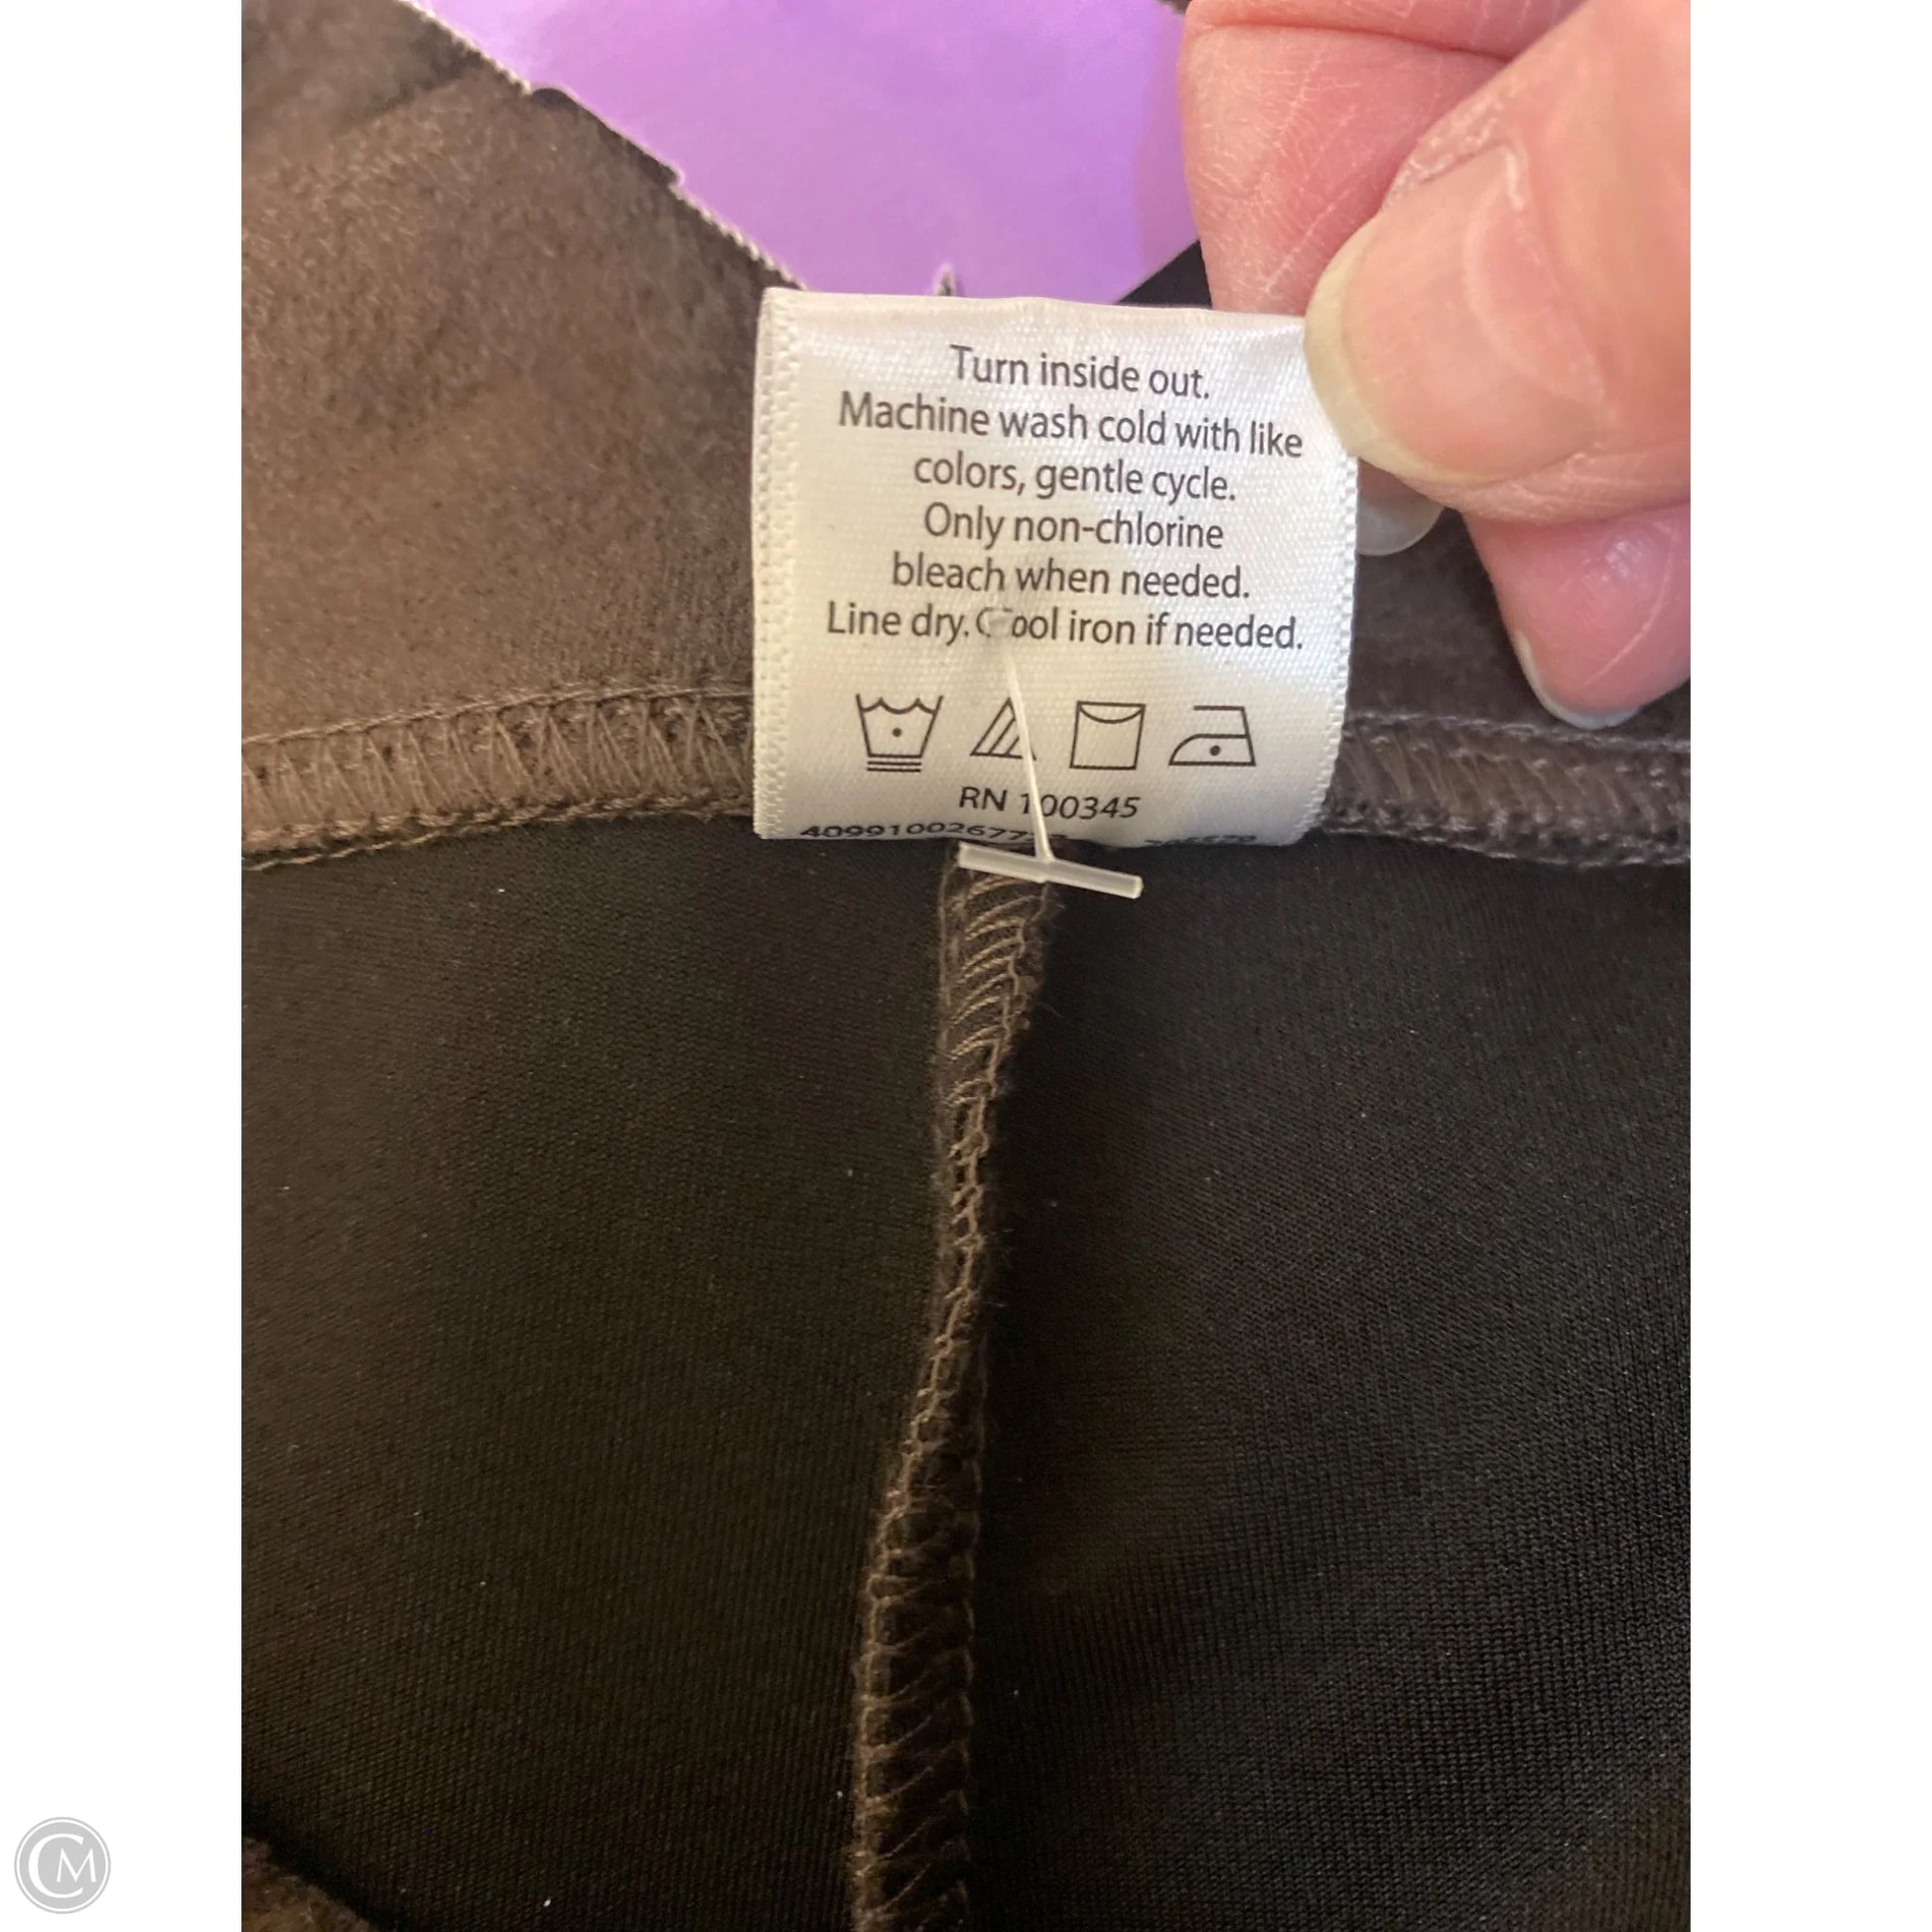 Turn inside out.
Machine wash cold with like
colors, gentle cycle.
Only non-chlorine
bleach when needed.
Line dry. Cool iron if needed.
RN 100345
CM